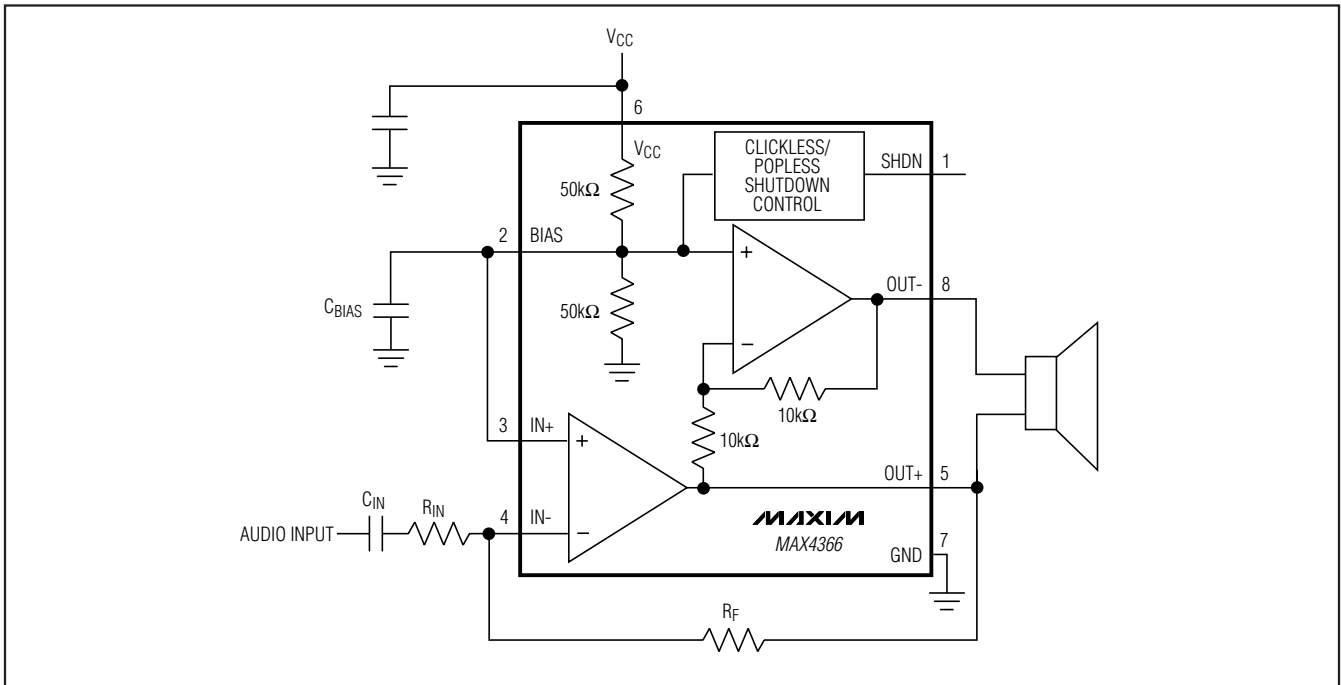 VCC
6
VCC
CLICKLESS/
POPLESS
SHUTDOWN
CONTROL
SHDN 1
50kΩ
2 BIAS
OUT- 8
CBIAS
50kΩ
10kΩ
3 IN+
10kΩ
OUT+ 5
CIN
RIN
4 IN-
AUDIO INPUT
MAXIM
MAX4366
7
GND
RF
+
−
+
−